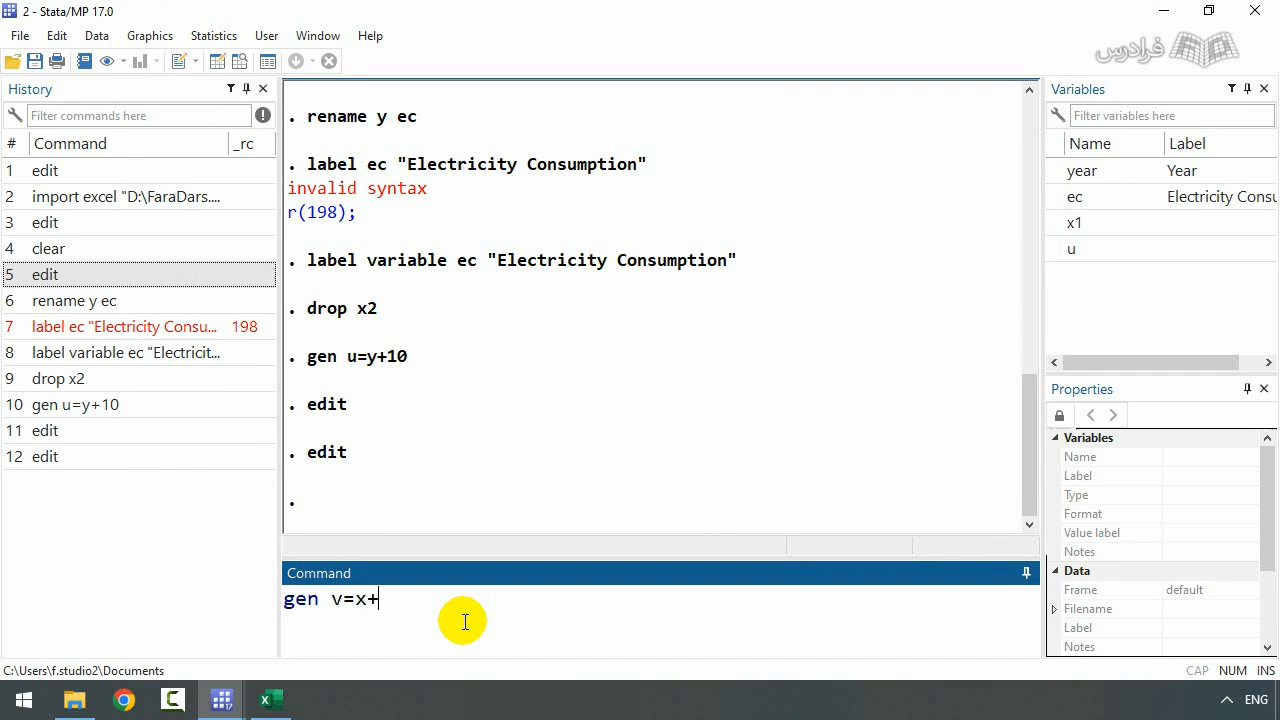 2 - Stata/MP 17.0
فرادرس
File Edit Data Graphics Statistics User Window Help
History
Filter commands here
# Command _rc
1 edit
2 import excel "D:\FaraDars....
3 edit
4 clear
5 edit
6 rename y ec
7 label ec "Electricity Consu... 198
8 label variable ec "Electricit...
9 drop x2
10 gen u=y+10
11 edit
12 edit
. rename y ec
. label ec "Electricity Consumption"
invalid syntax
r(198);
. label variable ec "Electricity Consumption"
. drop x2
. gen u=y+10
. edit
. edit
.
Command
gen v=x+
Variables
Filter variables here
Name Label
year Year
ec Electricity Consu
x1
u
Properties
Variables
Name
Label
Type
Format
Value label
Notes
Data
Frame default
Filename
Label
Notes
C:\Users\f.studio2\Documents
CAP NUM INS
17
ENG